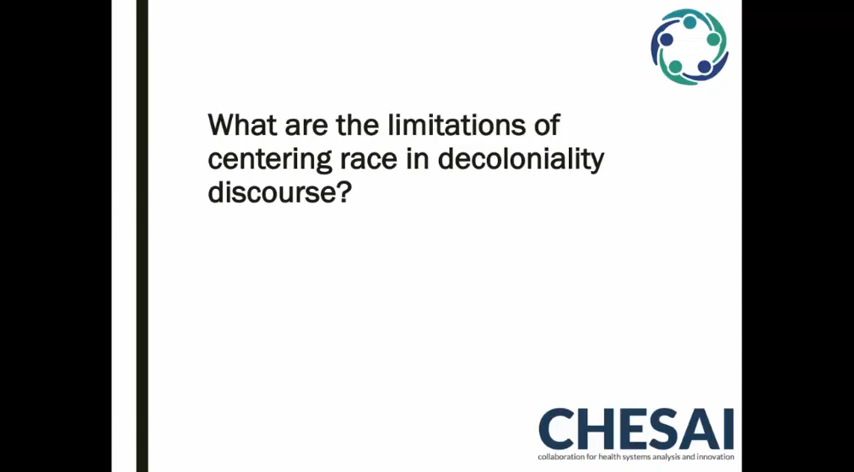 What are the limitations of
centering race in decoloniality
discourse?
CHESAI
collaboration for health systems analysis and innovation